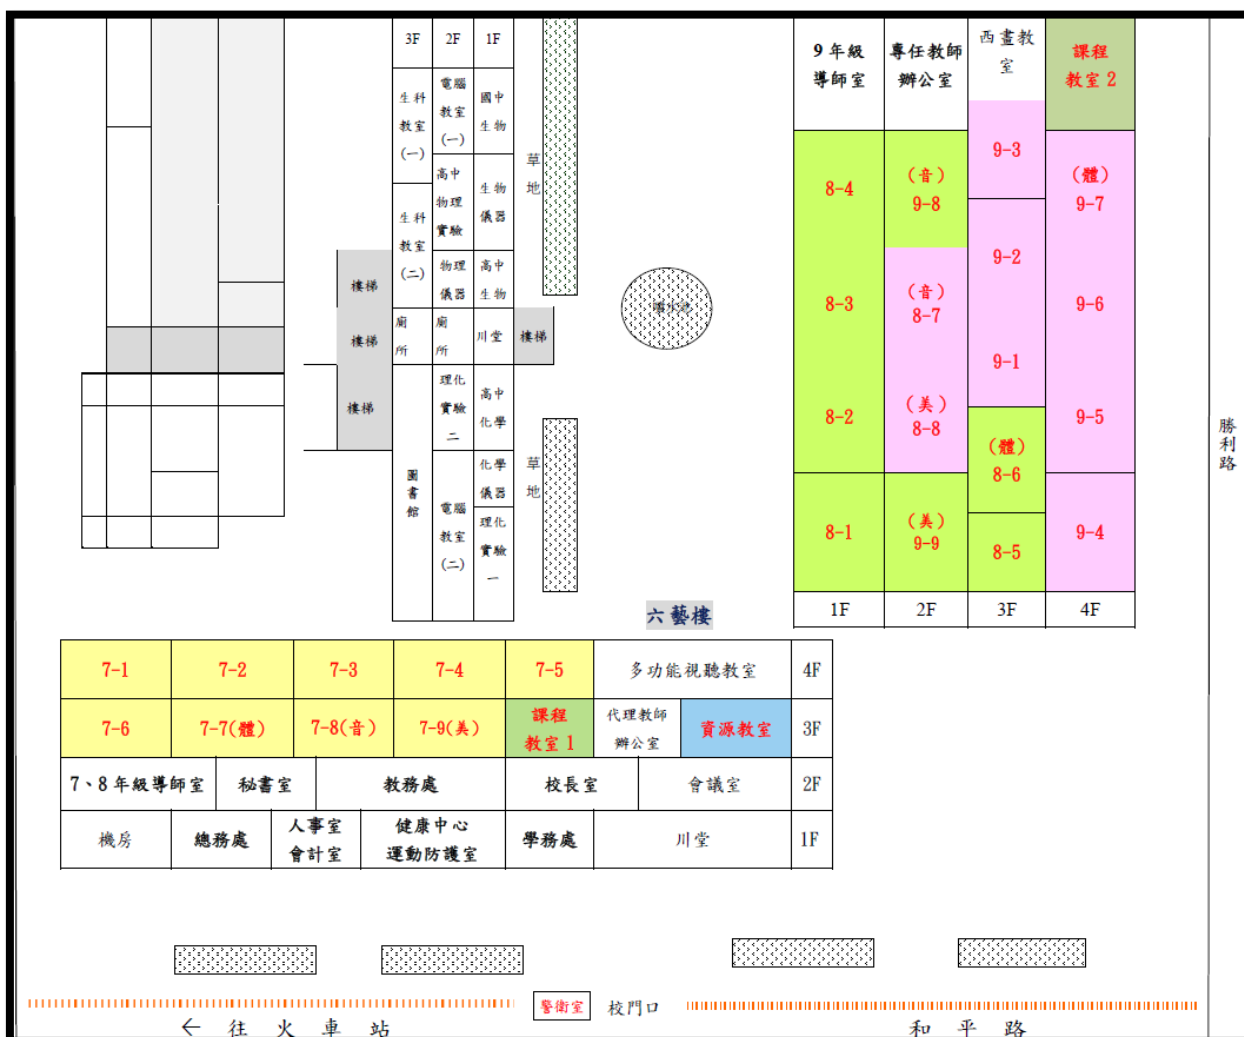 3F
2F
1F
生科
教室
(一)
電腦
教室
(一)
國中
生物
高中
物理
實驗
生物
儀器
生科
教室
(二)
物理
儀器
高中
生物
草
地
樓梯
樓梯
樓梯
廁
所
廁
所
川堂
樓梯
理化
實驗
二
高中
化學
圖
書
館
電腦
教室
(二)
化學
儀器
理化
實驗
一
草
地
噴水池
9年級
導師室
專任教師
辦公室
西畫教
室
課程
教室2
8-4
(音)
9-8
9-3
(體)
9-7
9-2
8-3
(音)
8-7
9-6
9-1
8-2
(美)
8-8
(體)
8-6
9-5
8-1
(美)
9-9
8-5
9-4
1F
2F
3F
4F
勝
利
路
六藝樓
7-1
7-2
7-3
7-4
7-5
多功能視聽教室
4F
7-6
7-7(體)
7-8(音)
7-9(美)
課程
教室1
代理教師
辦公室
資源教室
3F
7、8年級導師室
秘書室
教務處
校長室
會議室
2F
機房
總務處
人事室
會計室
健康中心
運動防護室
學務處
川堂
1F
警衛室
校門口
← 往 火 車 站
和 平 路